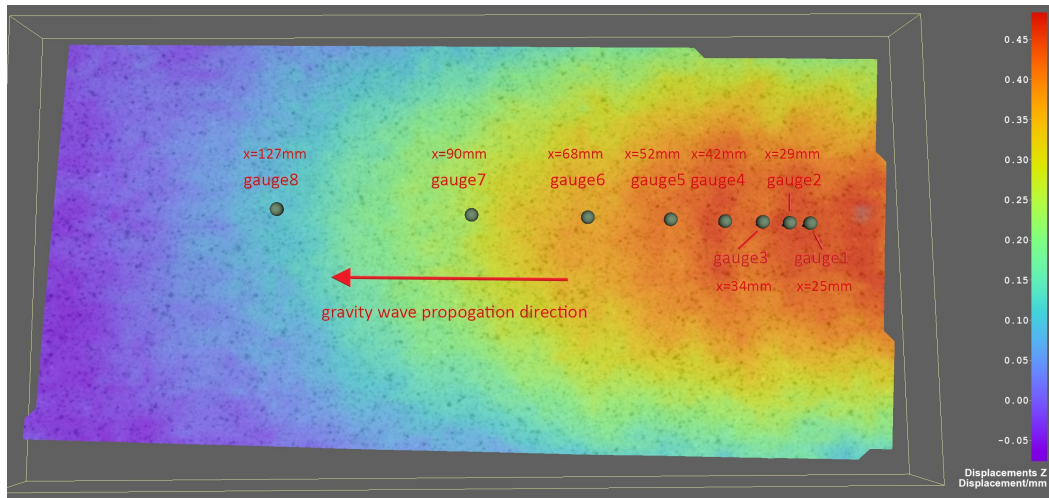 x=127mm
gauge8
x=90mm
gauge7
x=68mm
gauge6
x=52mm
gauge5
x=42mm
gauge4
x=29mm
gauge2
gauge3
x=34mm
gauge1
x=25mm
gravity wave propogation direction
0.45
0.40
0.35
0.30
0.25
0.20
0.15
0.10
0.05
0.00
-0.05
Displacements Z
Displacement/mm